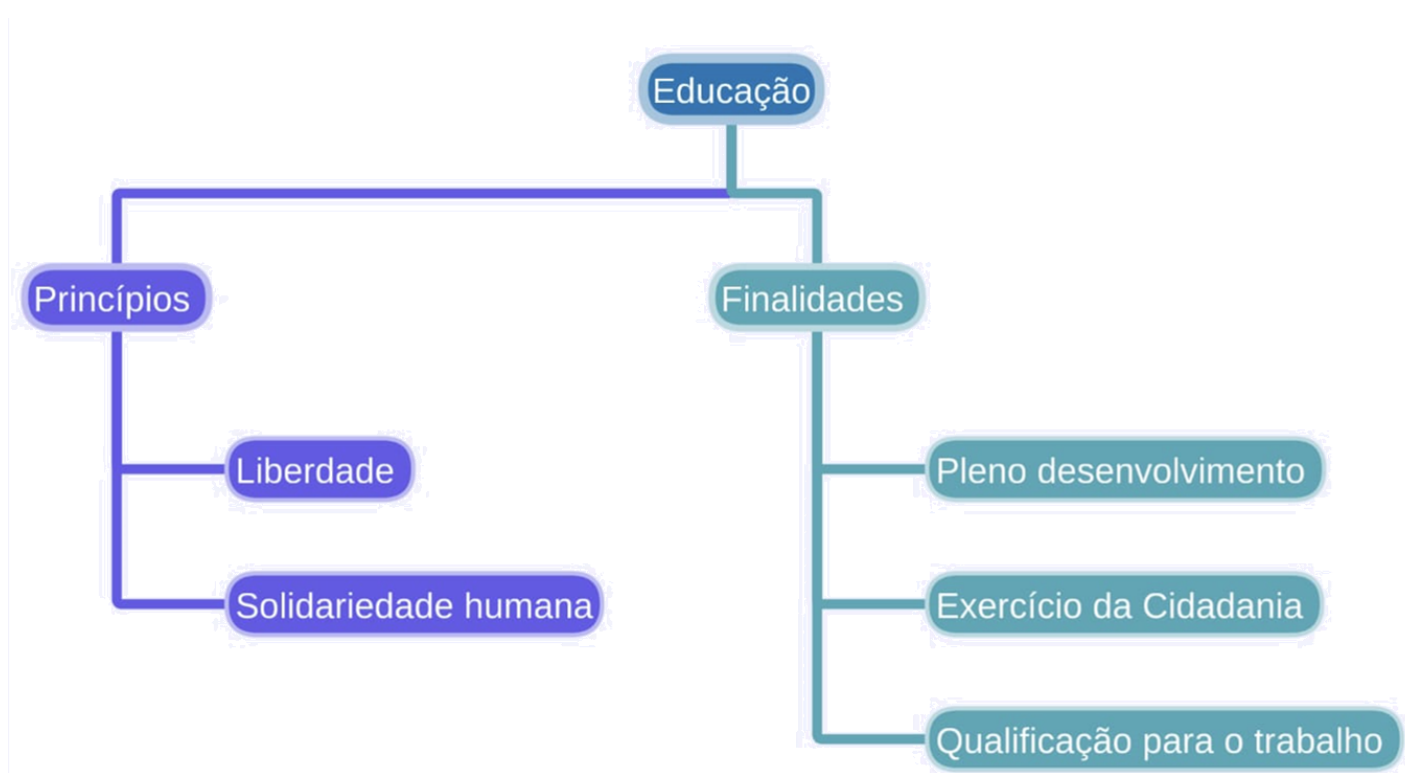 Educação
Princípios
Finalidades
Liberdade
Pleno desenvolvimento
Solidariedade humana
Exercício da Cidadania
Qualificação para o trabalho